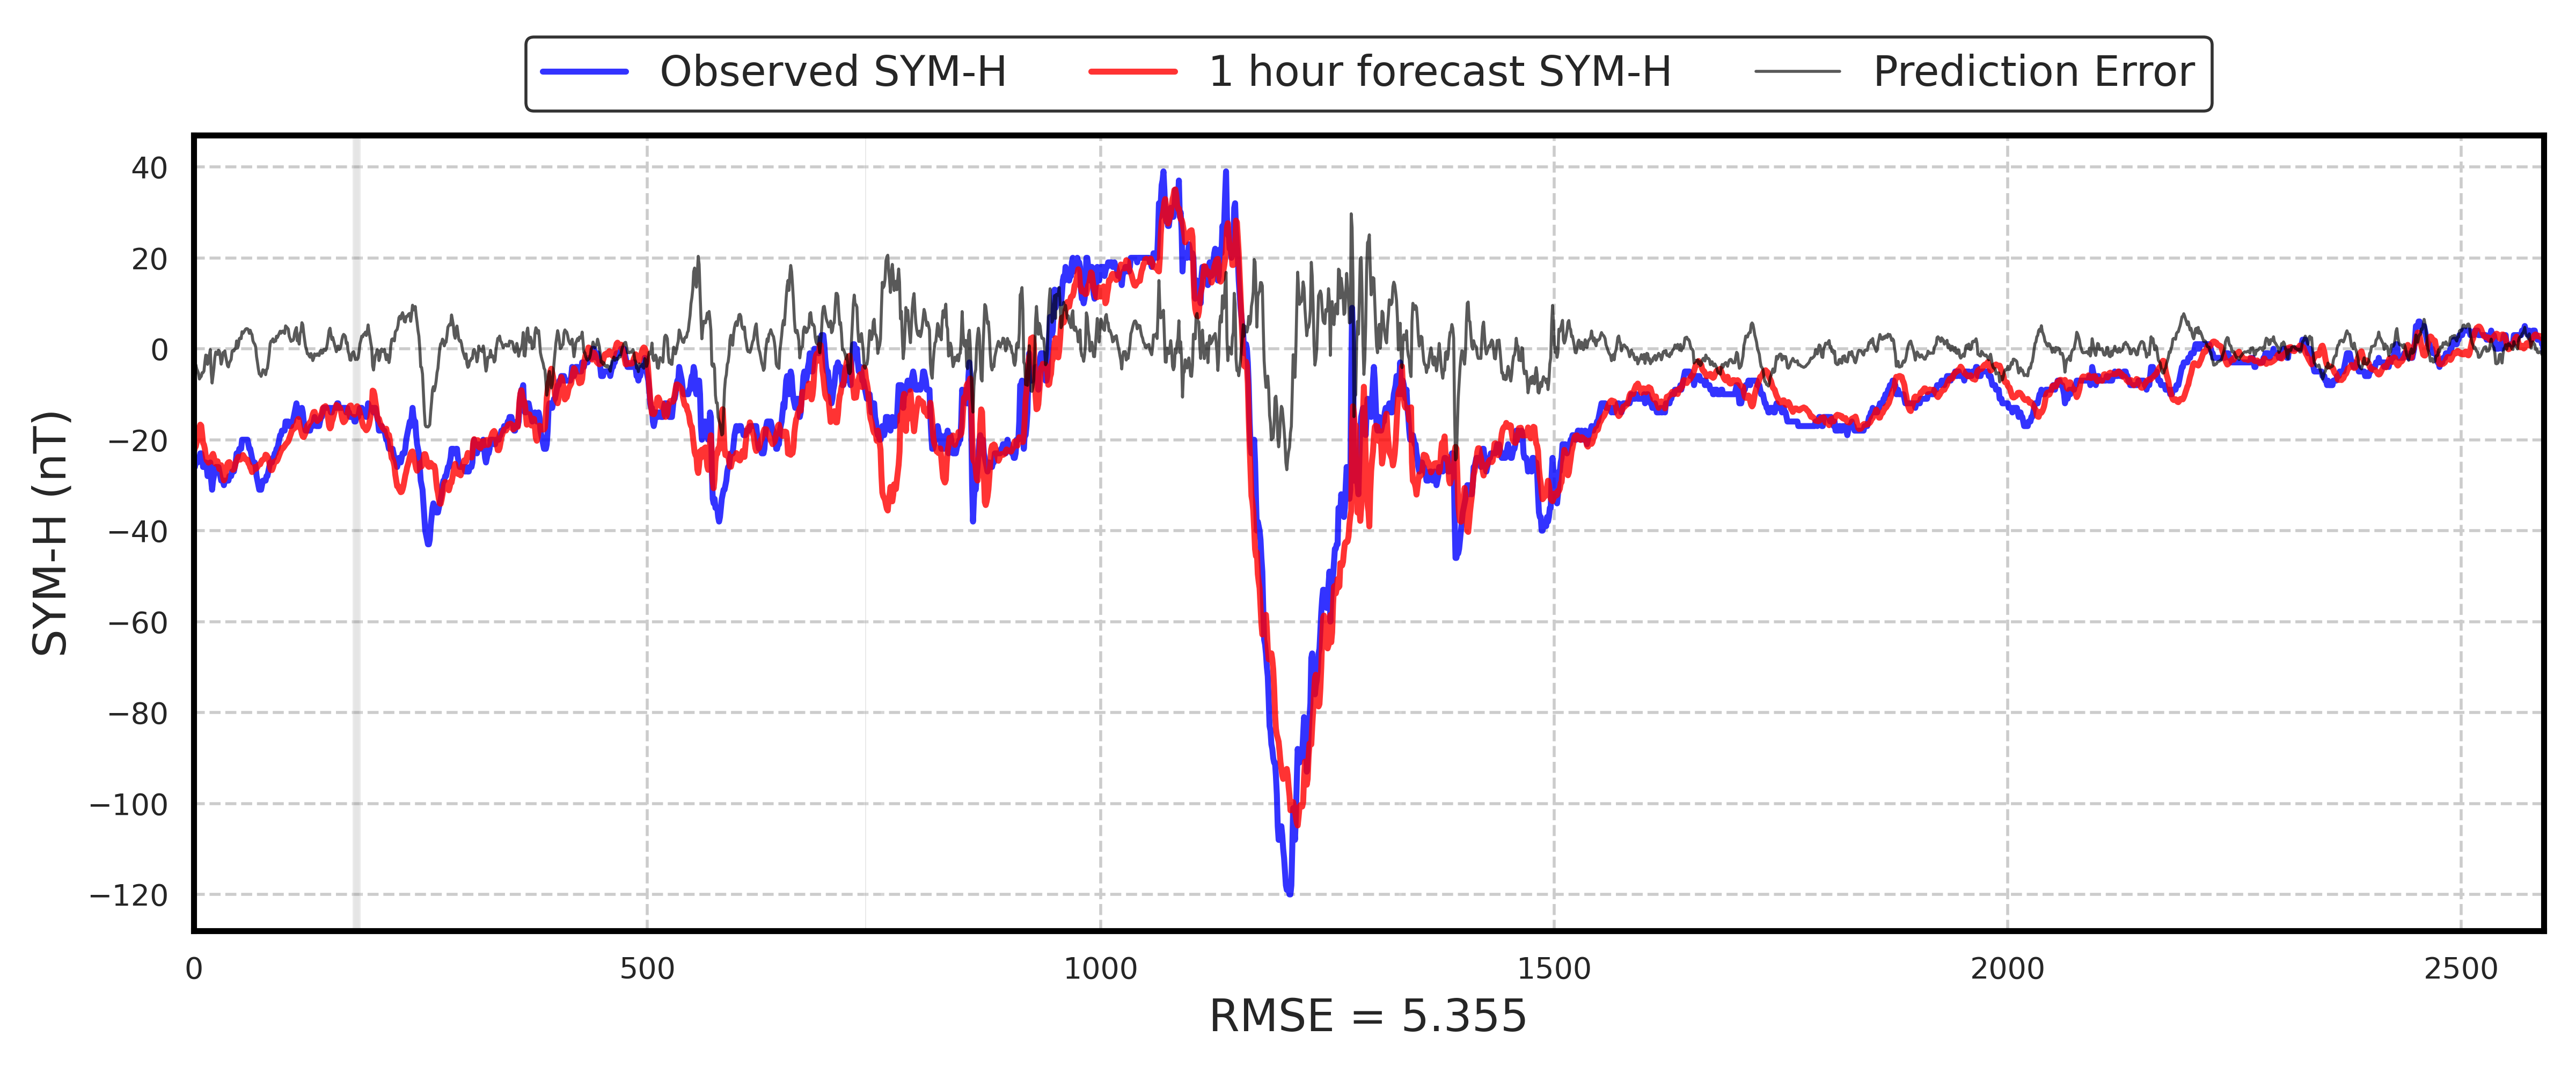 Observed SYM-H 1 hour forecast SYM-H Prediction Error
SYM-H (nT)
40
20
0
−20
−40
−60
−80
−100
−120
0 500 1000 1500 2000 2500
RMSE = 5.355